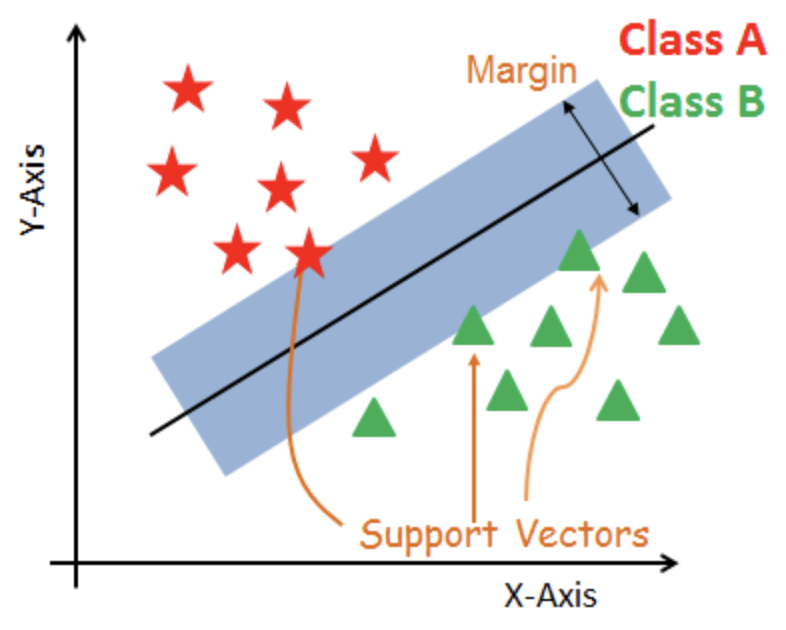 Class A
Margin
Class B
Y-Axis
Support Vectors
X-Axis